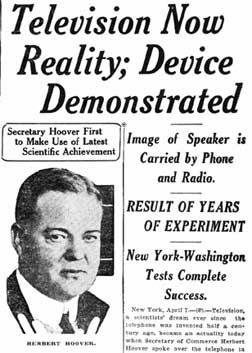 Television Now
Reality; Device
Demonstrated
Secretary Hoover First
to Make Use of Latest
Scientific Achievement
HERBERT HOOVER.
Image of Speaker is
Carried by Phone
and Radio.
RESULT OF YEARS
OF EXPERIMENT
New York-Washington
Tests Complete
Success.
New York, April 7.—(AP)—Television,
a scientists' dream ever since the
telephone was invented half a cen-
tury ago, became an actuality today
when Secretary of Commerce Herbert
Hoover spoke over the telephone in